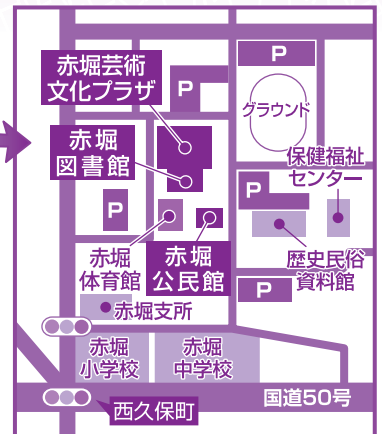 P
赤堀芸術
文化プラザ
P
グラウンド
赤堀
図書館
保健福祉
センター
P
P
赤堀
体育館
赤堀
公民館
歴史民俗
資料館
P
赤堀支所
赤堀
小学校
赤堀
中学校
国道50号
西久保町